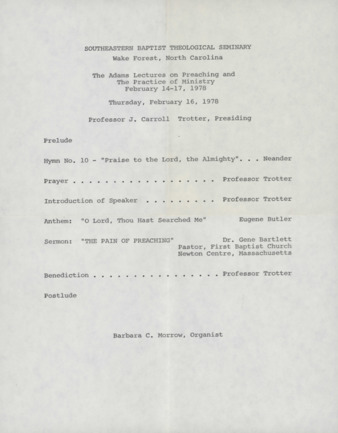 SOUTHEASTERN BAPTIST THEOLOGICAL SEMINARY
Wake Forest, North Carolina
The Adams Lectures on Preaching and
The Practice of Ministry
February 14-17, 1978
Thursday, February 16, 1978
Professor J. Carroll Trotter, Presiding
Prelude
Hymn No. 10 - "Praise to the Lord, the Almighty". . . Neander
Prayer . . . . . . . . . . . . . . . . . . Professor Trotter
Introduction of Speaker . . . . . . . . . Professor Trotter
Anthem: "O Lord, Thou Hast Searched Me" Eugene Butler
Sermon: "THE PAIN OF PREACHING" Dr. Gene Bartlett
Pastor, First Baptist Church
Newton Centre, Massachusetts
Benediction . . . . . . . . . . . . . . . . Professor Trotter
Postlude
Barbara C. Morrow, Organist